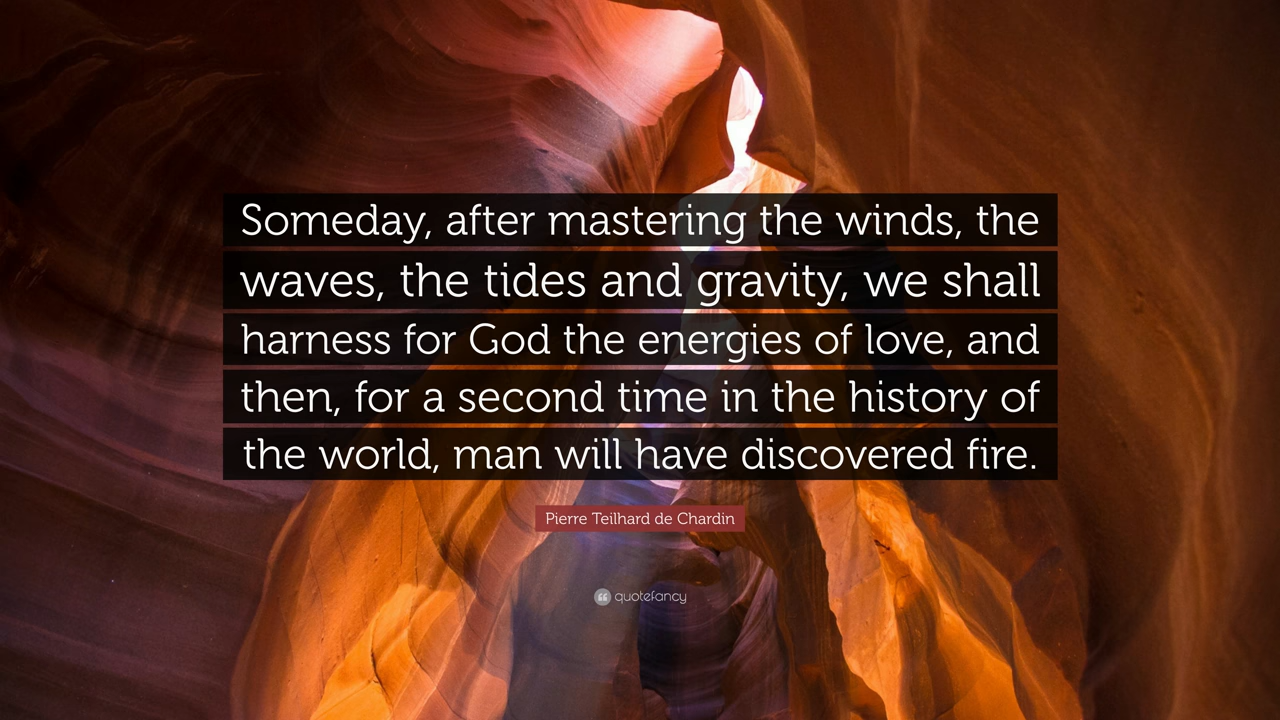 Someday, after mastering the winds, the
waves, the tides and gravity, we shall
harness for God the energies of love, and
then, for a second time in the history of
the world, man will have discovered fire.
Pierre Teilhard de Chardin
quotefancy